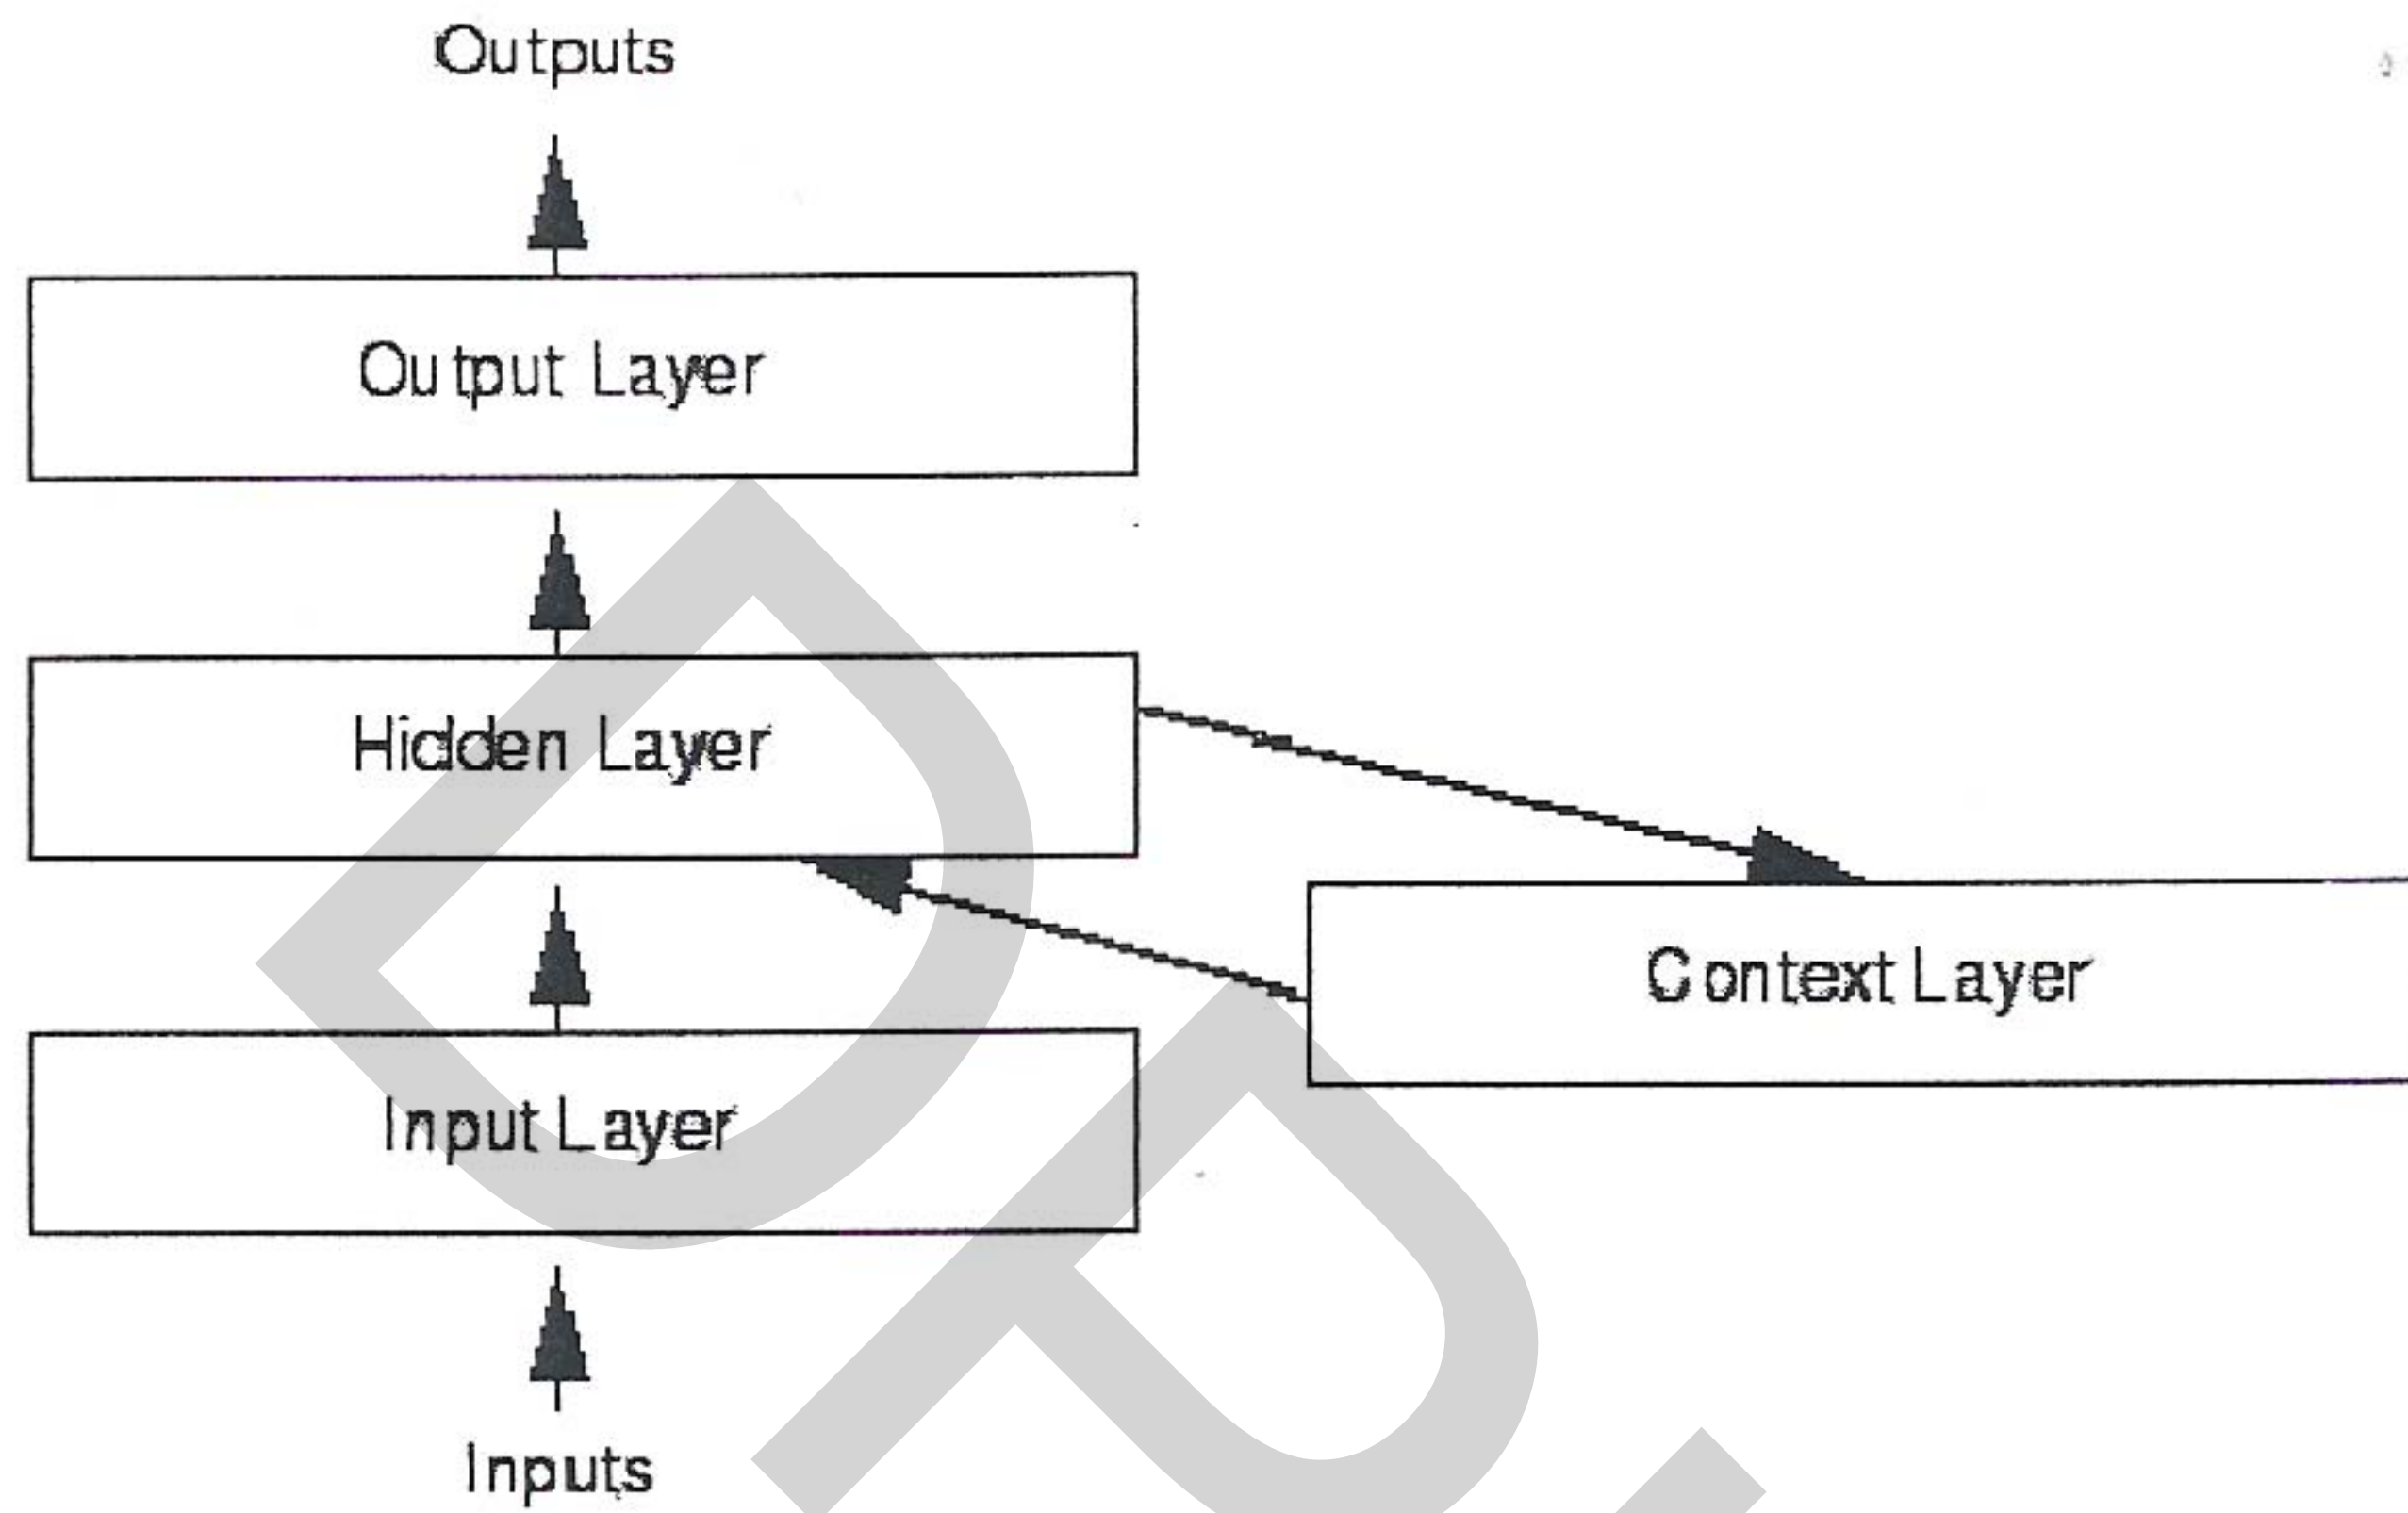 Outputs
Output Layer
Hidden Layer
Context Layer
Input Layer
Inputs